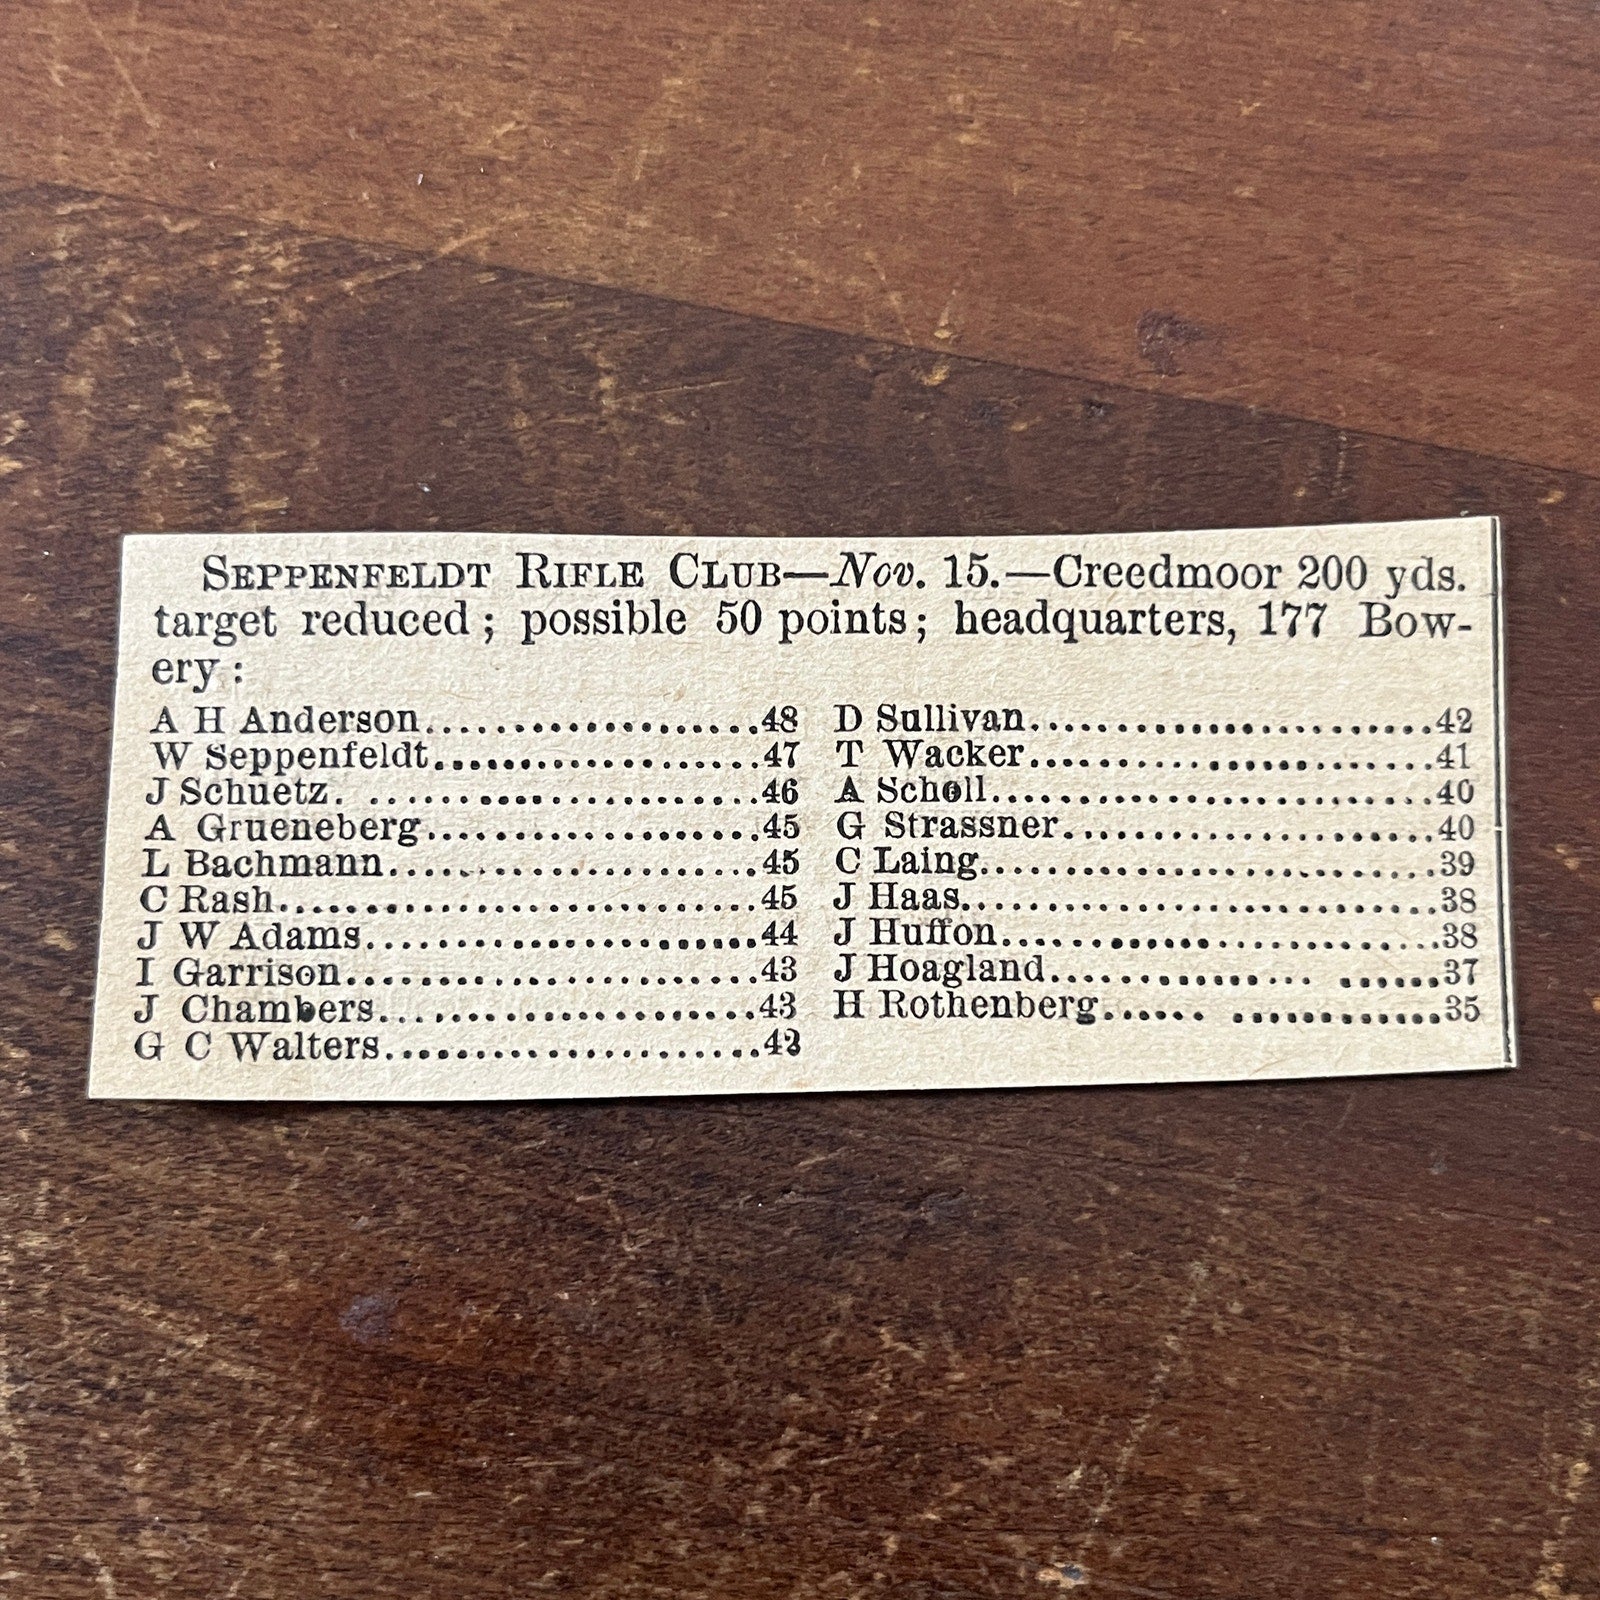 SEPPENFELDT RIFLE CLUB—Nov. 15.—Creedmoor 200 yds.
target reduced; possible 50 points; headquarters, 177 Bow-
ery:
A H Anderson..................48
W Seppenfeldt..................47
J Schuetz. ..................46
A Grueneberg..................45
L Bachmann....................45
C Rash..........................45
J W Adams......................44
I Garrison.......................43
J Chambers.....................43
G C Walters.....................
D Sullivan......................42
T Wacker......................41
A Scholl........................40
G Strassner.....................40
C Laing.........................39
J Haas..........................38
J Huffon........................38
J Hoagland............... ......37
H Rothenberg...... ............35